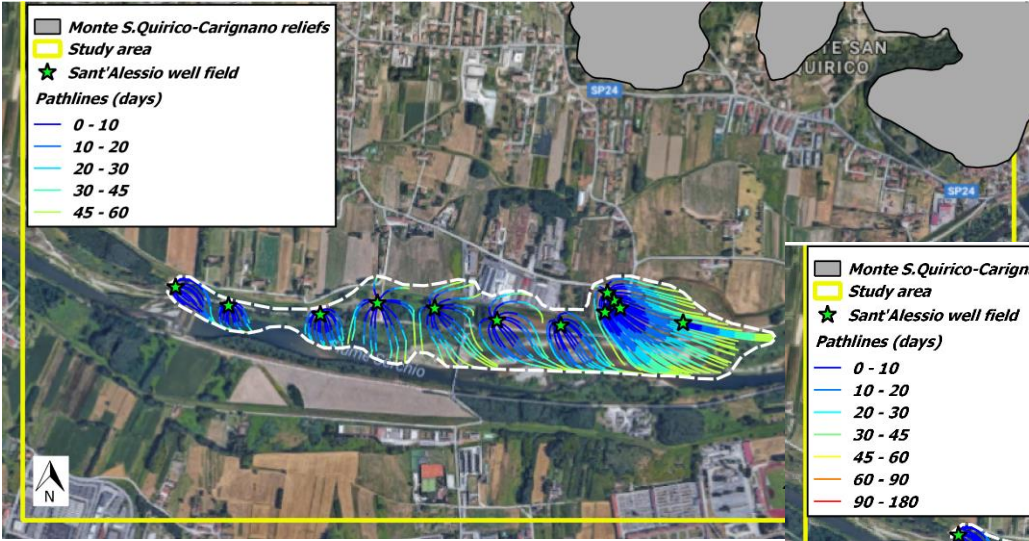 Monte S.Quirico-Carignano reliefs
Study area
Sant'Alessio well field
Pathlines (days)
0 - 10
10 - 20
20 - 30
30 - 45
45 - 60
SAN
QUIRICO
SP24
SP24
Serchio
N
Monte S.Quirico-Carign
Study area
Sant'Alessio well field
Pathlines (days)
0 - 10
10 - 20
20 - 30
30 - 45
45 - 60
60 - 90
90 - 180